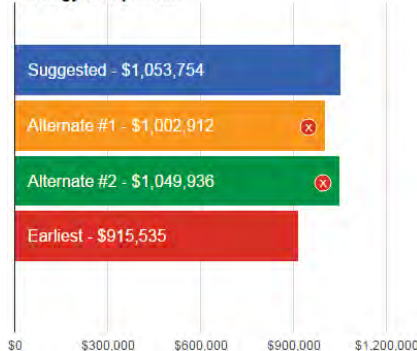 Suggested - $1,053,754
Alternate #1 - $1,002,912
x
Alternate #2 - $1,049,936
x
Earliest - $915,535
$0 $300,000 $600,000 $900,000 $1,200,000